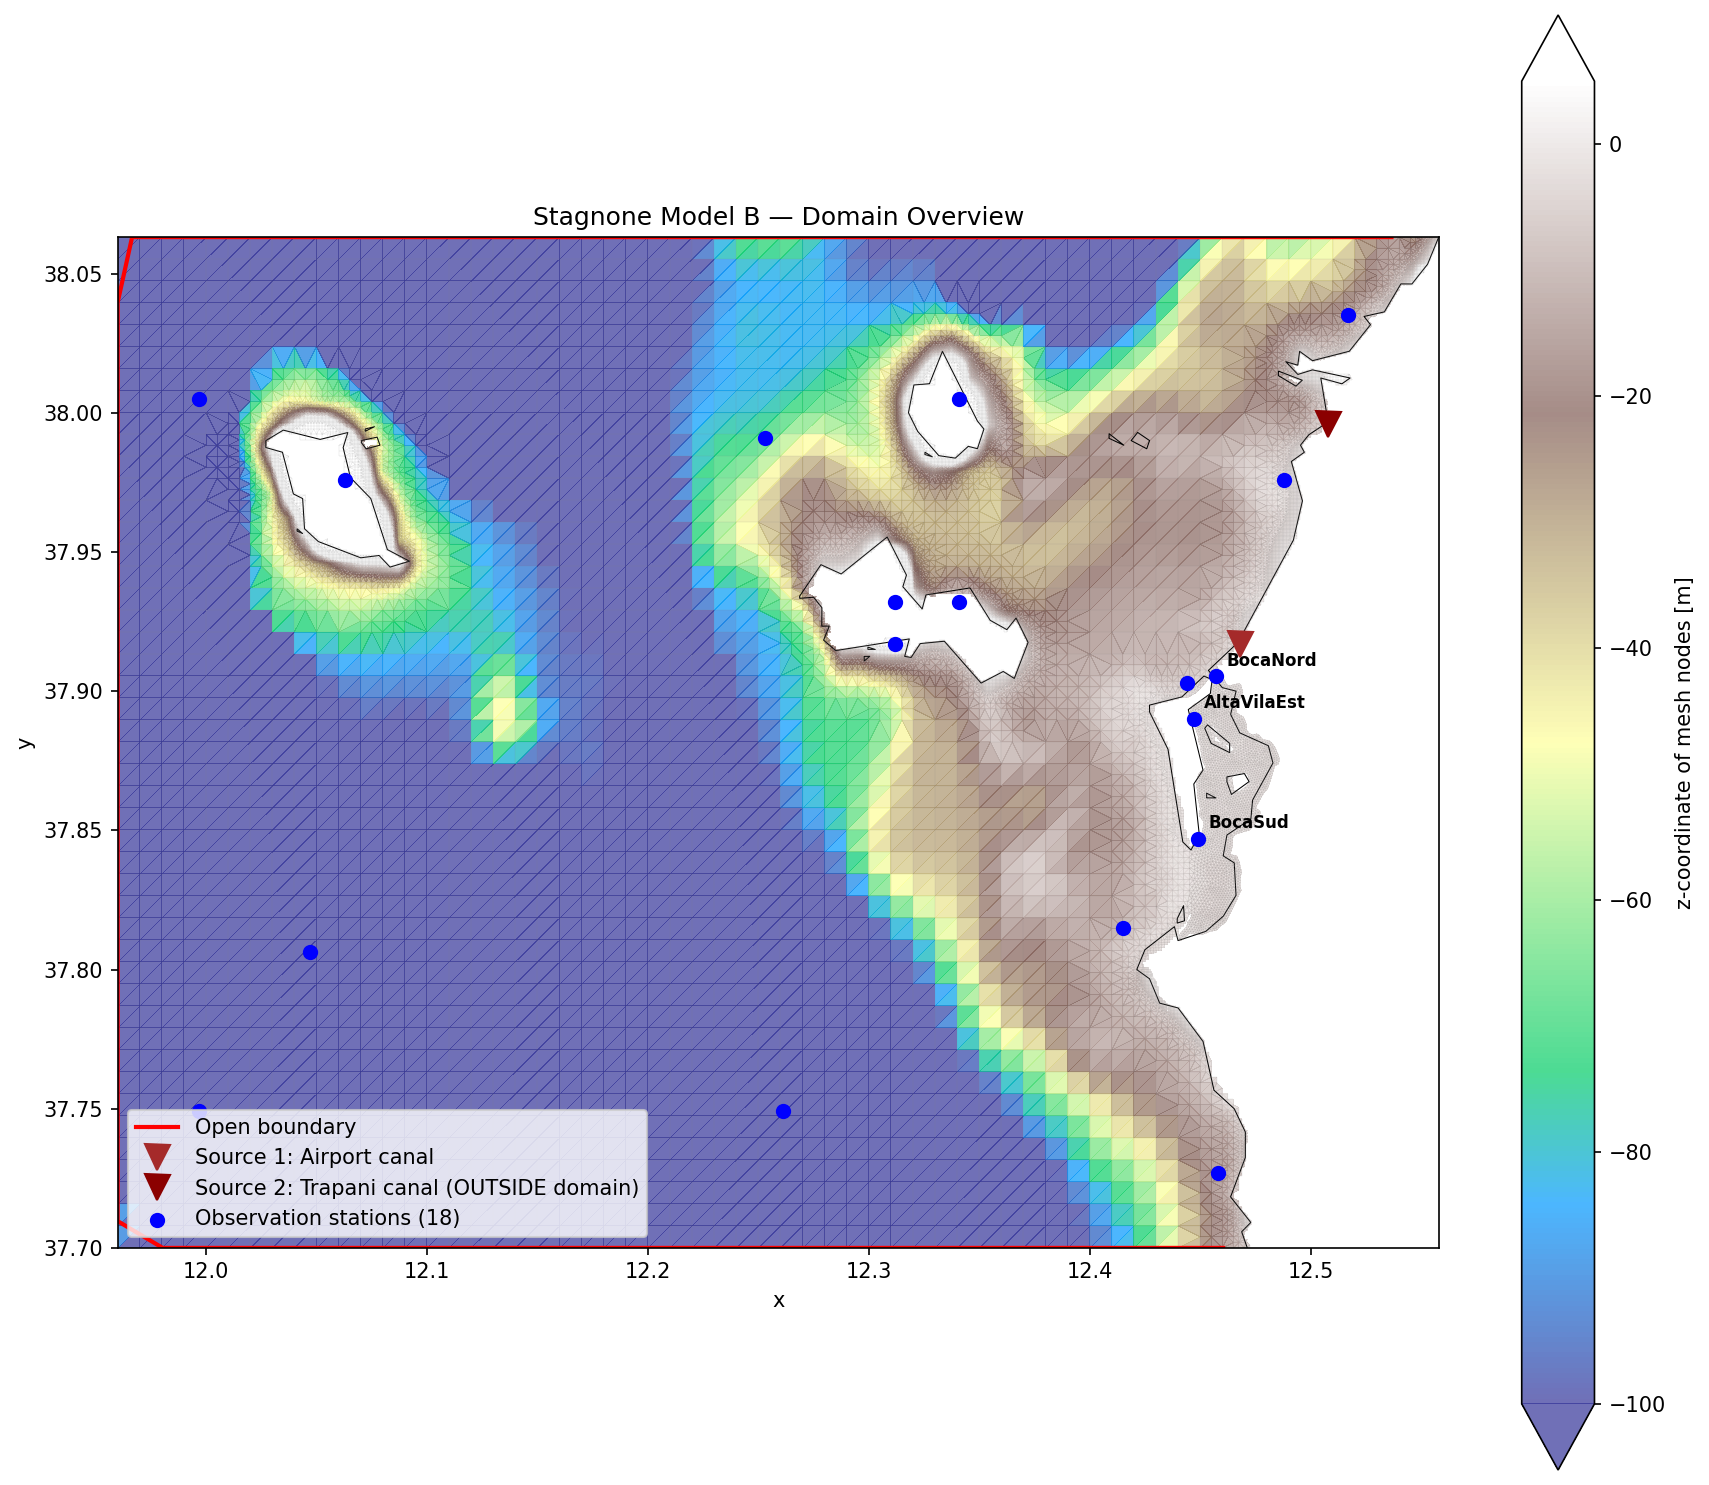 Stagnone Model B — Domain Overview
38.05
38.00
37.95
37.90
37.85
37.80
37.75
37.70
y
BocaNord
AltaVilaEst
BocaSud
Open boundary
Source 1: Airport canal
Source 2: Trapani canal (OUTSIDE domain)
Observation stations (18)
12.0
12.1
12.2
12.3
12.4
12.5
x
0
−20
−40
−60
−80
−100
z-coordinate of mesh nodes [m]